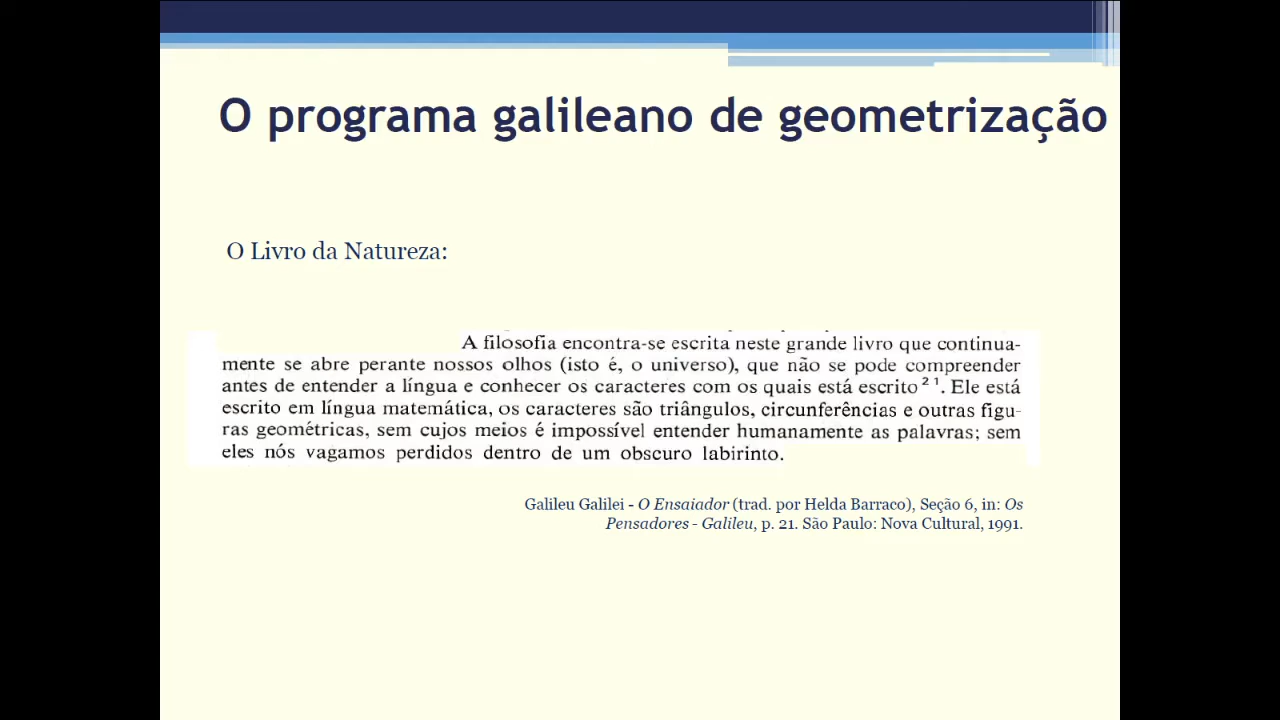 O programa galileano de geometrização
O Livro da Natureza:
A filosofia encontra-se escrita neste grande livro que continua-
mente se abre perante nossos olhos (isto é, o universo), que não se pode compreender
antes de entender a língua e conhecer os caracteres com os quais está escrito²¹. Ele está
escrito em língua matemática, os caracteres são triângulos, circunferências e outras figu-
ras geométricas, sem cujos meios é impossível entender humanamente as palavras; sem
eles nós vagamos perdidos dentro de um obscuro labirinto.
Galileu Galilei - O Ensaiador (trad. por Helda Barraco), Seção 6, in: Os
Pensadores - Galileu, p. 21. São Paulo: Nova Cultural, 1991.